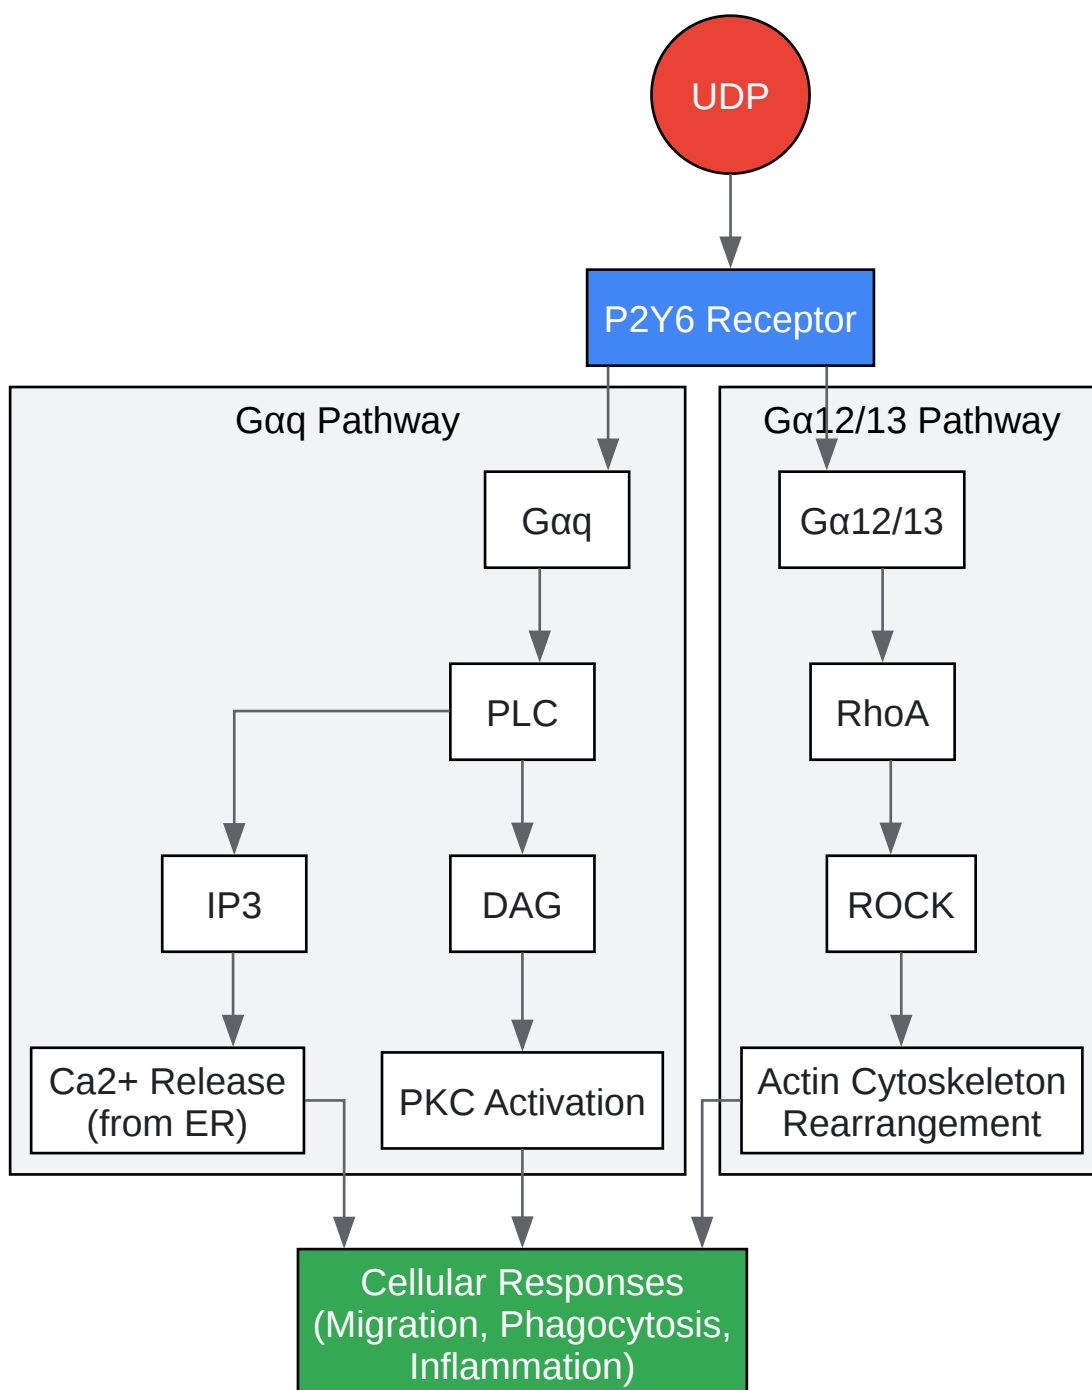 UDP
P2Y6 Receptor
Gαq Pathway
Gα12/13 Pathway
Gαq
Gα12/13
PLC
RhoA
IP3
DAG
ROCK
Ca2+ Release
(from ER)
PKC Activation
Actin Cytoskeleton
Rearrangement
Cellular Responses
(Migration, Phagocytosis,
Inflammation)